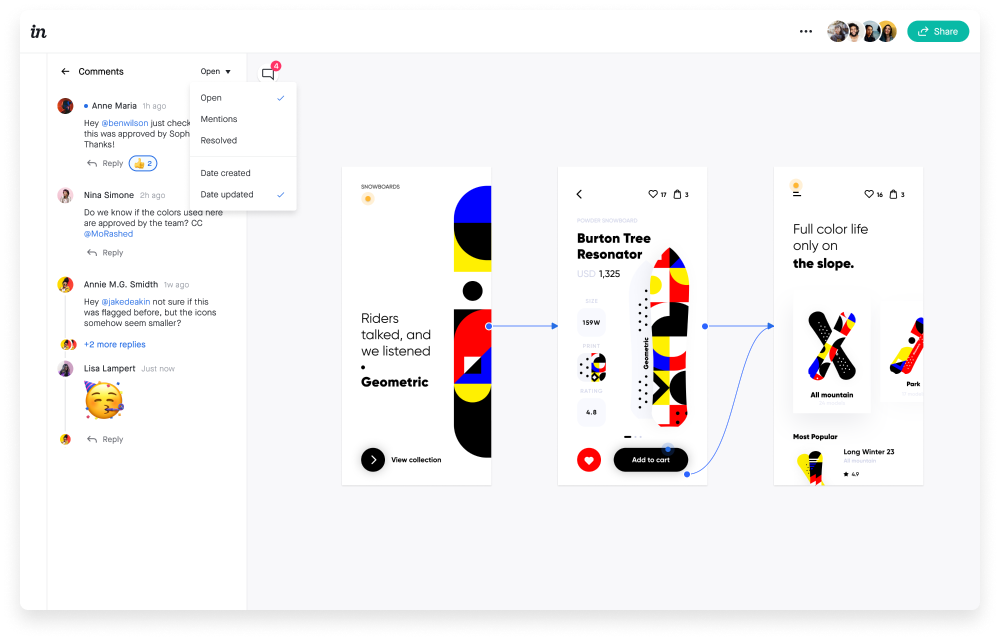 in
Share
Comments
Open
4
Open
Mentions
Resolved
Date created
Date updated
Anne Maria 1h ago
Hey @benwilson just check
this was approved by Soph
Thanks!
Reply 2
Nina Simone 2h ago
Do we know if the colors used here
are approved by the team? CC
@MoRashed
Reply
Annie M.G. Smidth 1w ago
Hey @jakedeakin not sure if this
was flagged before, but the icons
somehow seem smaller?
+2 more replies
Lisa Lampert Just now
Reply
SNOWBOARDS
Riders
talked, and
we listened
•
Geometric
View collection
17 3
POWDER SNOWBOARD
Burton Tree
Resonator
USD 1,325
SIZE
159W
PRINT
RATING
4.8
Geometric
Add to cart
16 3
Full color life
only on
the slope.
All mountain
Park
Most Popular
Long Winter 23
All mountain
4.9